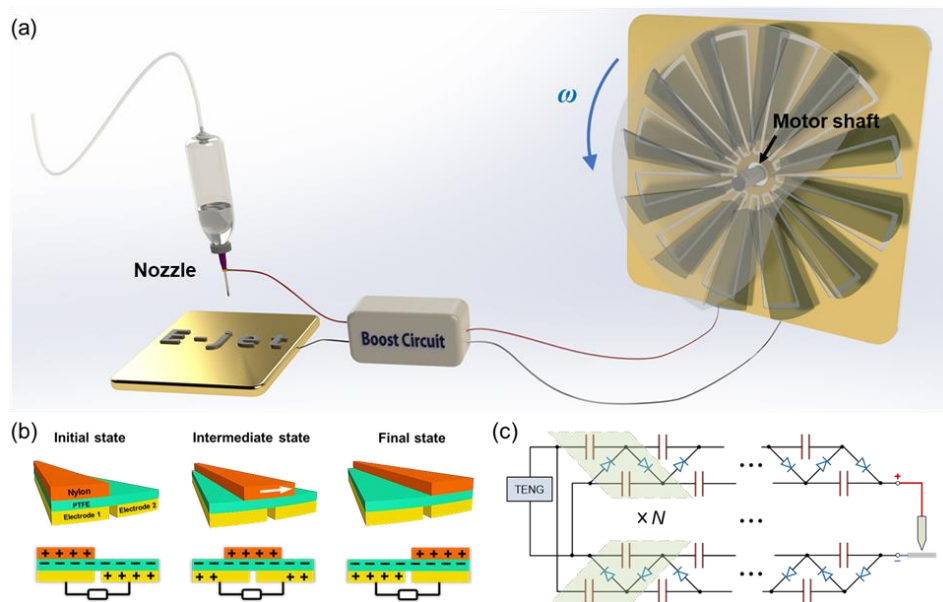 (a)
ω
Motor shaft
Nozzle
E-jet
Boost Circuit
(b)
Initial state
Intermediate state
Final state
Nylon
PTFE
Electrode 1
Electrode 2
+ + + +
- - - - - - - -
+ + + +
+ + + +
- - - - - - - -
+ +
+ +
+ + + +
- - - - - - - -
+ + + +
(c)
TENG
× N
+
−